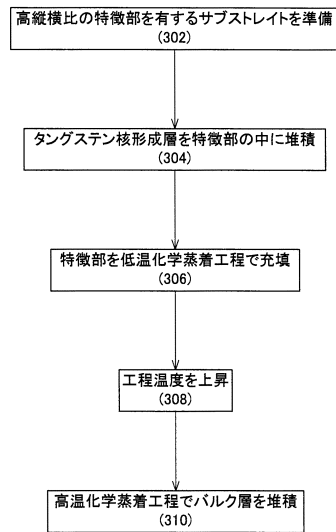 高縦横比の特徴部を有するサブストレイトを準備
(302)
タングステン核形成層を特徴部の中に堆積
(304)
特徴部を低温化学蒸着工程で充填
(306)
工程温度を上昇
(308)
高温化学蒸着工程でバルク層を堆積
(310)